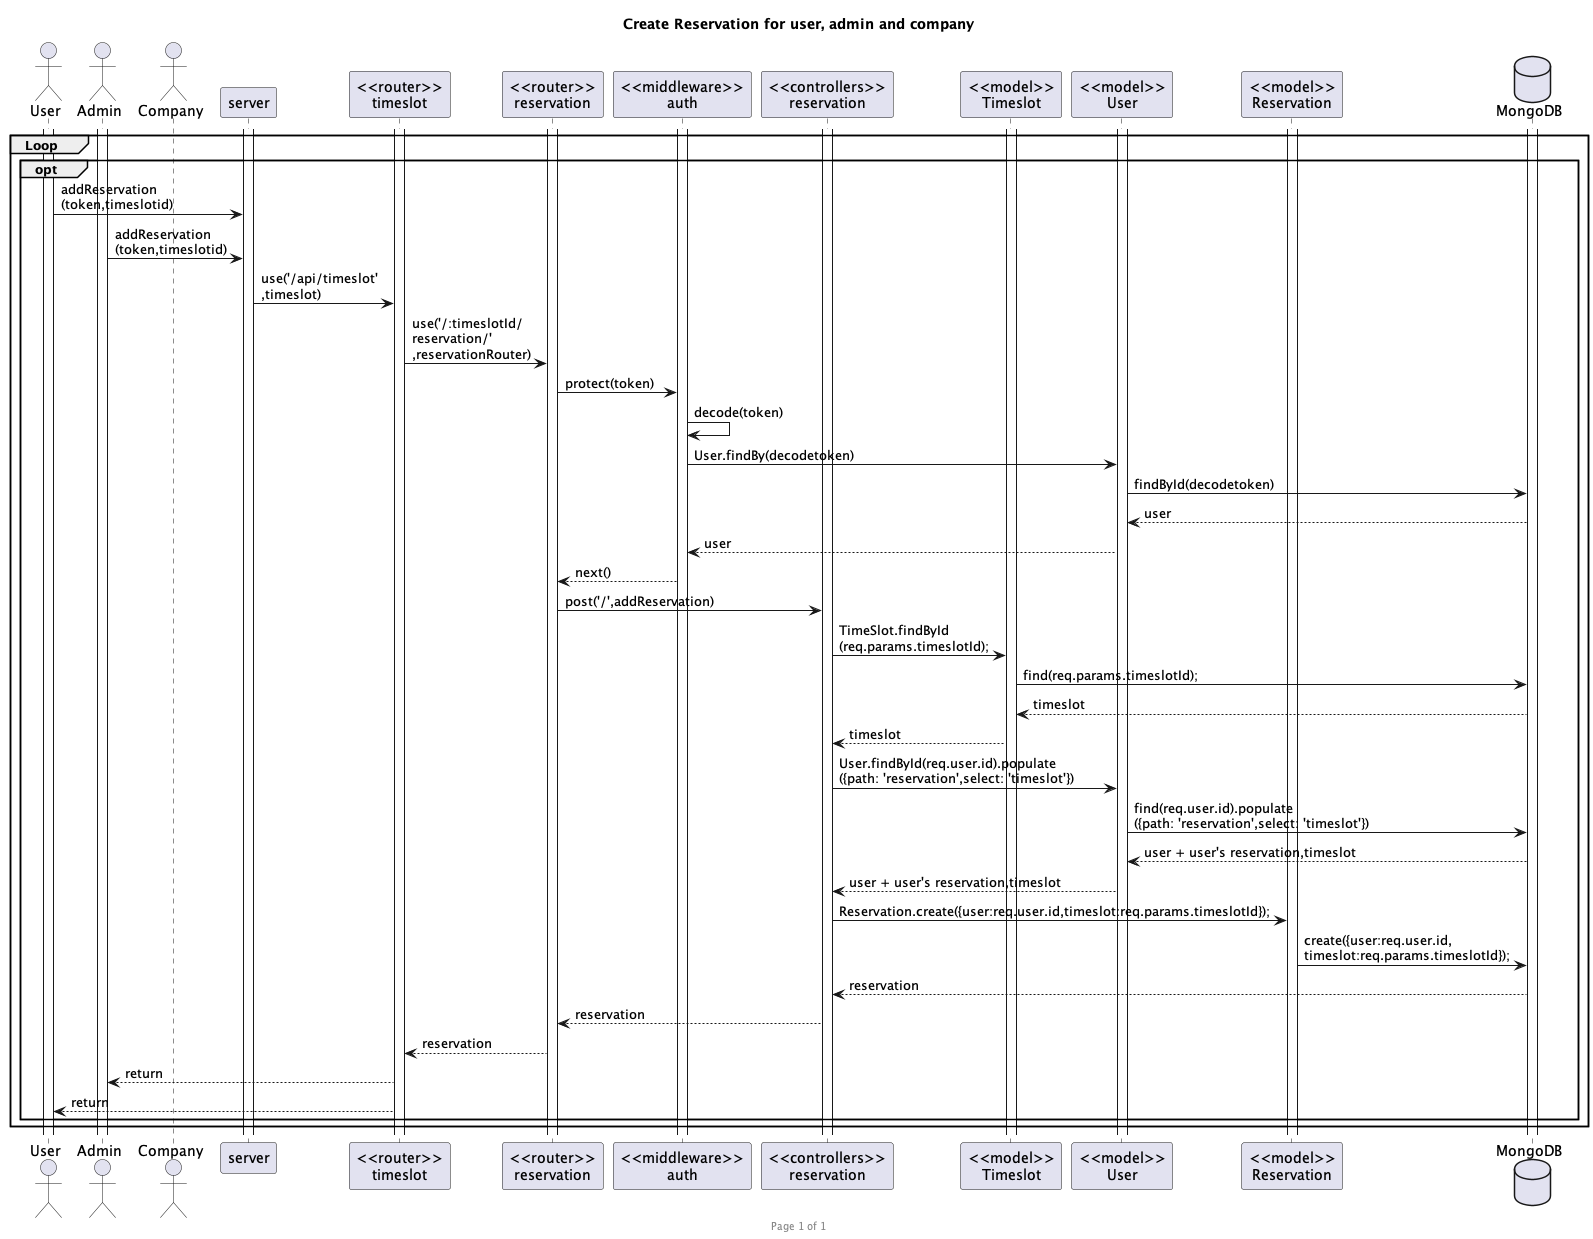 Create Reservation for user, admin and company
User
Admin
Company
server
<<router>>
timeslot
<<router>>
reservation
<<middleware>>
auth
<<controllers>>
reservation
<<model>>
Timeslot
<<model>>
User
<<model>>
Reservation
MongoDB
Loop
opt
addReservation
(token,timeslotid)
addReservation
(token,timeslotid)
use('/api/timeslot'
,timeslot)
use('/:timeslotId/
reservation/'
,reservationRouter)
protect(token)
decode(token)
User.findBy(decodetoken)
findById(decodetoken)
user
user
next()
post('/',addReservation)
TimeSlot.findById
(req.params.timeslotId);
find(req.params.timeslotId);
timeslot
timeslot
User.findById(req.user.id).populate
({path: 'reservation',select: 'timeslot'})
find(req.user.id).populate
({path: 'reservation',select: 'timeslot'})
user + user's reservation,timeslot
user + user's reservation,timeslot
Reservation.create({user:req.user.id,timeslot:req.params.timeslotId});
create({user:req.user.id,
timeslot:req.params.timeslotId});
reservation
reservation
reservation
return
return
User
Admin
Company
server
<<router>>
timeslot
<<router>>
reservation
<<middleware>>
auth
<<controllers>>
reservation
<<model>>
Timeslot
<<model>>
User
<<model>>
Reservation
MongoDB
Page 1 of 1